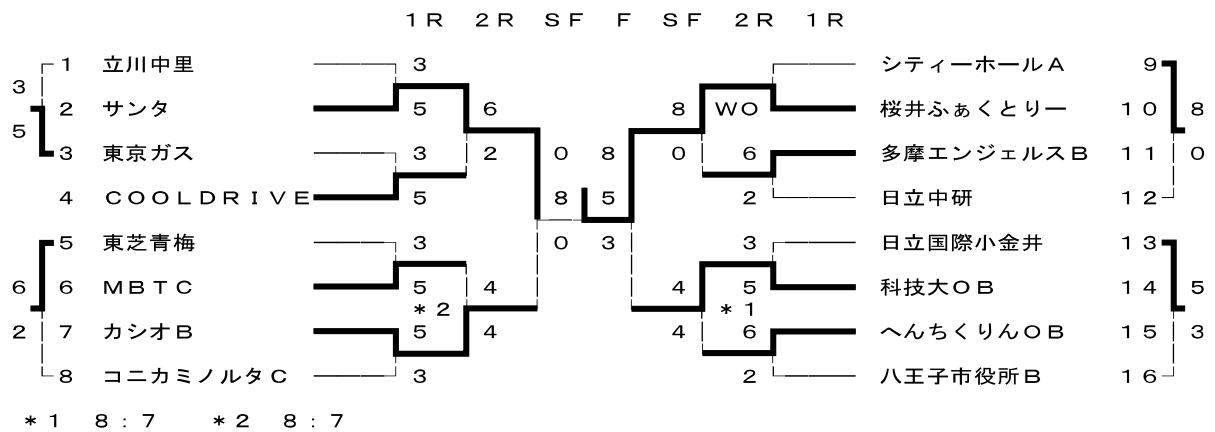 1R 2R SF F SF 2R 1R
1 立川中里 3 シティーホールA 9
3 2 サンタ 5 6 8 WO 桜井ふぁくとりー 10 8
5 3 東京ガス 3 2 0 8 0 6 多摩エンジェルスB 11 0
4 COOLDRIVE 5 8 5 2 日立中研 12
5 東芝青梅 3 0 3 3 日立国際小金井 13
6 6 MBTC 5 4 4 5 科技大OB 14 5
*2 *1
2 7 カシオB 5 4 4 6 へんちくりんOB 15 3
8 コニカミノルタC 3 2 八王子市役所B 16
*1 8:7 *2 8:7